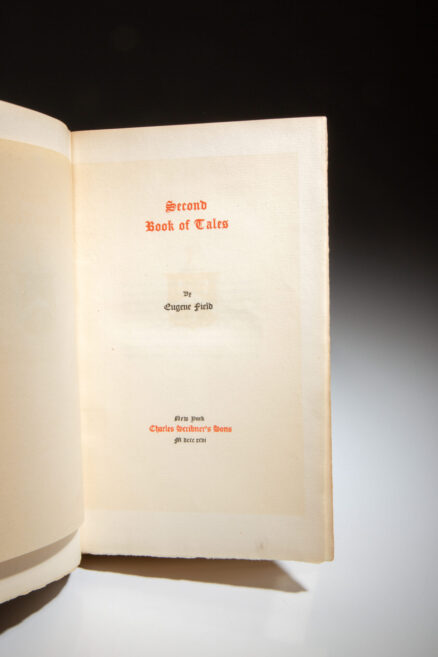 Second
Book of Tales
By
Eugene Field
New York
Charles Scribner's Sons
M dccc xcvi